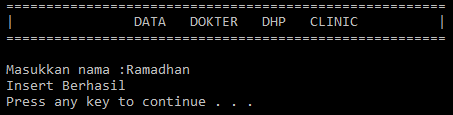 =======================================================
|               DATA   DOKTER   DHP   CLINIC          |
=======================================================
Masukkan nama :Ramadhan
Insert Berhasil
Press any key to continue . . .